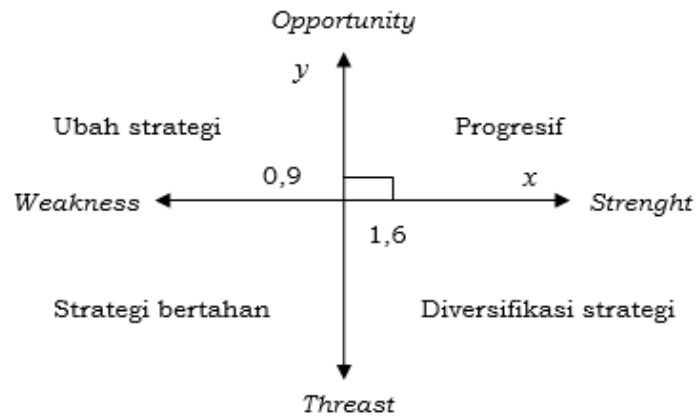 Opportunity
y
Ubah strategi
Progresif
0,9
x
Weakness
Strenght
1,6
Strategi bertahan
Diversifikasi strategi
Threast